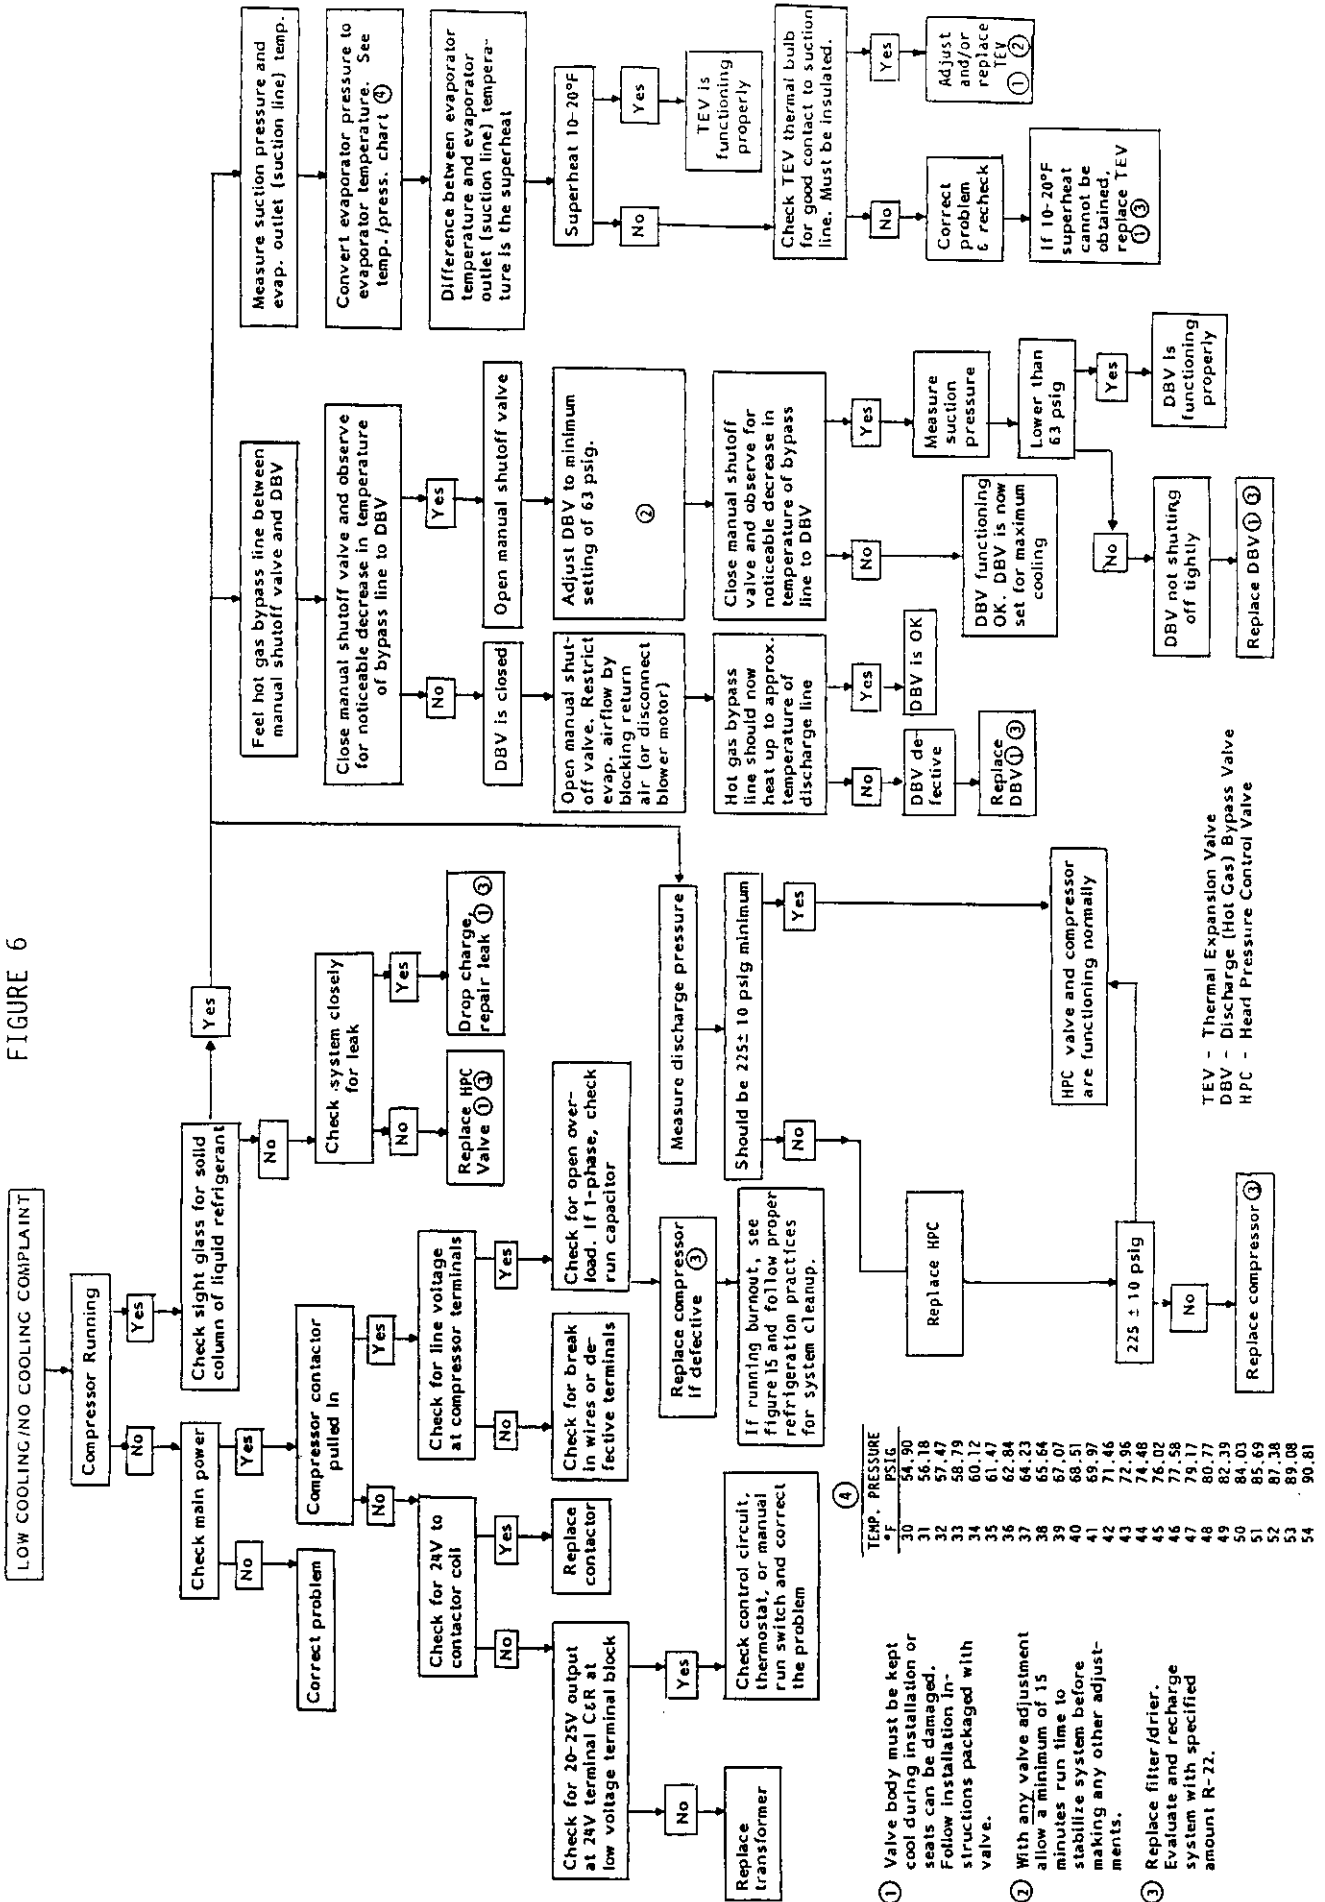 FIGURE 6
LOW COOLING/NO COOLING COMPLAINT
Compressor Running
No
Yes
Check main power
No
Yes
Correct problem
Compressor contactor
pulled in
No
Yes
Check for 24V to
contactor coil
No
Yes
Replace
contactor
Check for 20-25V output
at 24V terminal C&R at
low voltage terminal block
No
Yes
Replace
transformer
Check control circuit,
thermostat, or manual
run switch and correct
the problem
Check for line voltage
at compressor terminals
No
Yes
Check for break
in wires or de-
fective terminals
Check for open over-
load. If 1-phase, check
run capacitor
Replace compressor
if defective ③
If running burnout, see
figure 15 and follow proper
refrigeration practices
for system cleanup.
Check sight glass for solid
column of liquid refrigerant
No
Yes
Check system closely
for leak
No
Yes
Replace HPC
Valve ① ③
Drop charge,
repair leak ① ③
Measure discharge pressure
Should be 225± 10 psig minimum
No
Yes
Replace HPC
225 ± 10 psig
No
Replace compressor ③
HPC valve and compressor
are functioning normally
Feel hot gas bypass line between
manual shutoff valve and DBV
Close manual shutoff valve and observe
for noticeable decrease in temperature
of bypass line to DBV
No
Yes
DBV is closed
Open manual shut-
off valve. Restrict
evap. airflow by
blocking return
air (or disconnect
blower motor)
Hot gas bypass
line should now
heat up to approx.
temperature of
discharge line
No
Yes
DBV de-
fective
Replace
DBV ① ③
DBV is OK
Open manual shutoff valve
Adjust DBV to minimum
setting of 63 psig.
②
Close manual shutoff
valve and observe for
noticeable decrease in
temperature of bypass
line to DBV
No
Yes
DBV functioning
OK. DBV is now
set for maximum
cooling
Measure
suction
pressure
Lower than
63 psig
No
Yes
DBV not shutting
off tightly
Replace DBV ① ③
DBV is
functioning
properly
Measure suction pressure and
evap. outlet (suction line) temp.
Convert evaporator pressure to
evaporator temperature. See
temp./press. chart ④
Difference between evaporator
temperature and evaporator
outlet (suction line) tempera-
ture is the superheat
Superheat 10-20°F
No
Yes
TEV is
functioning
properly
Check TEV thermal bulb
for good contact to suction
line. Must be insulated.
No
Yes
Correct
problem
& recheck
If 10-20°F
superheat
cannot be
obtained,
replace TEV
① ③
Adjust
and/or
replace
TEV
① ②
① Valve body must be kept
cool during installation or
seats can be damaged.
Follow installation in-
structions packaged with
valve.
② With any valve adjustment
allow a minimum of 15
minutes run time to
stabilize system before
making any other adjust-
ments.
③ Replace filter/drier.
Evaluate and recharge
system with specified
amount R-22.
④
TEMP. PRESSURE
°F PSIG
30 54.90
31 56.18
32 57.47
33 58.79
34 60.12
35 61.47
36 62.84
37 64.23
38 65.64
39 67.07
40 68.51
41 69.97
42 71.46
43 72.96
44 74.48
45 76.02
46 77.58
47 79.17
48 80.77
49 82.39
50 84.03
51 85.69
52 87.38
53 89.08
54 90.81
TEV - Thermal Expansion Valve
DBV - Discharge (Hot Gas) Bypass Valve
HPC - Head Pressure Control Valve